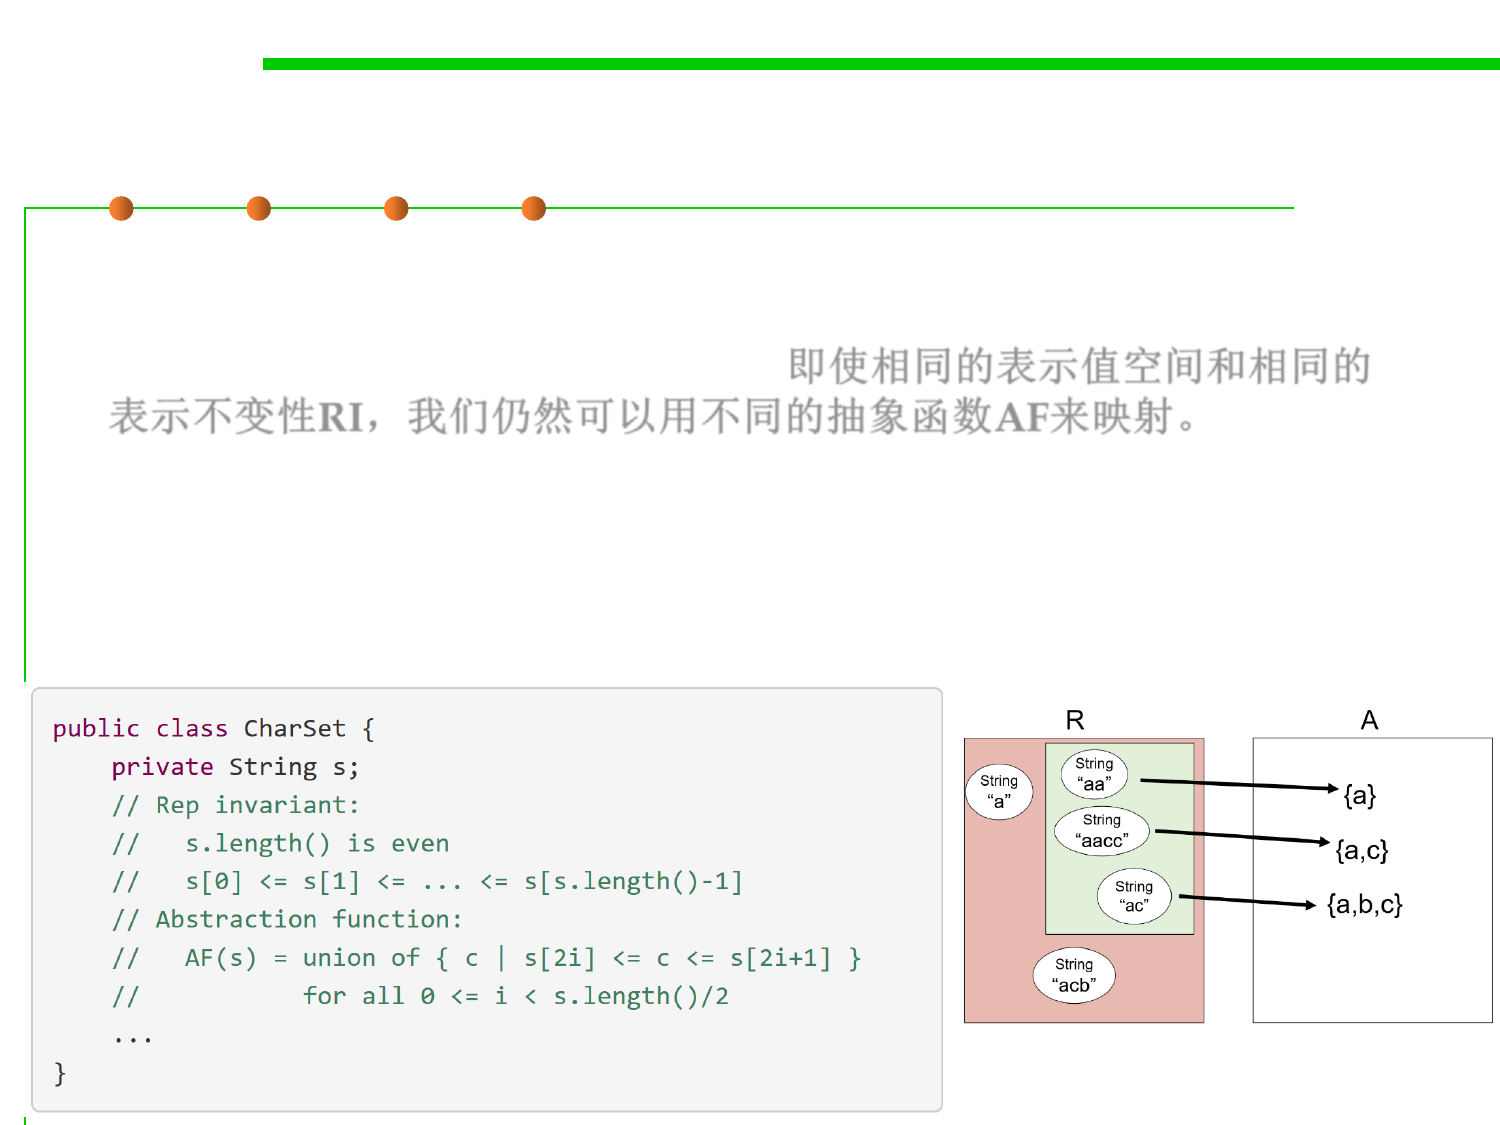 即使相同的表示值空间和相同的
表示不变性RI，我们仍然可以用不同的抽象函数AF来映射。
public class CharSet {
    private String s;
    // Rep invariant:
    //   s.length() is even
    //   s[0] <= s[1] <= ... <= s[s.length()-1]
    // Abstraction function:
    //   AF(s) = union of { c | s[2i] <= c <= s[2i+1] }
    //           for all 0 <= i < s.length()/2
    ...
}
R
A
String
“a”
String
“aa”
String
“aacc”
String
“ac”
String
“acb”
{a}
{a,c}
{a,b,c}